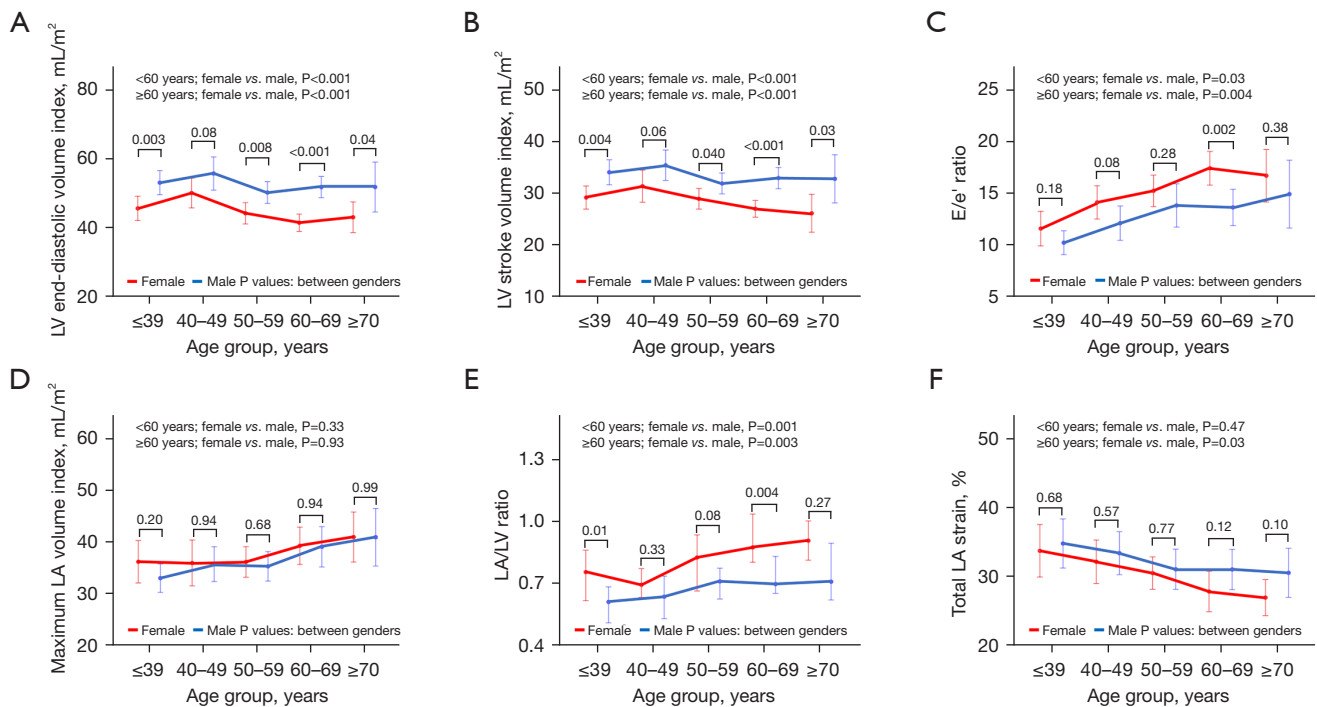 A
LV end-diastolic volume index, mL/m²
<60 years; female vs. male, P<0.001
≥60 years; female vs. male, P<0.001
80
60
40
20
0.003
0.08
0.008
<0.001
0.04
Female Male P values: between genders
≤39 40–49 50–59 60–69 ≥70
Age group, years
B
LV stroke volume index, mL/m²
<60 years; female vs. male, P<0.001
≥60 years; female vs. male, P<0.001
50
40
30
20
10
0.004
0.06
0.040
<0.001
0.03
Female Male P values: between genders
≤39 40–49 50–59 60–69 ≥70
Age group, years
C
E/e' ratio
<60 years; female vs. male, P=0.03
≥60 years; female vs. male, P=0.004
25
20
15
10
5
0.18
0.08
0.28
0.002
0.38
Female Male P values: between genders
≤39 40–49 50–59 60–69 ≥70
Age group, years
D
Maximum LA volume index, mL/m²
<60 years; female vs. male, P=0.33
≥60 years; female vs. male, P=0.93
60
50
40
30
20
0.20
0.94
0.68
0.94
0.99
Female Male P values: between genders
≤39 40–49 50–59 60–69 ≥70
Age group, years
E
LA/LV ratio
<60 years; female vs. male, P=0.001
≥60 years; female vs. male, P=0.003
1.3
1.0
0.7
0.4
0.01
0.33
0.08
0.004
0.27
Female Male P values: between genders
≤39 40–49 50–59 60–69 ≥70
Age group, years
F
Total LA strain, %
<60 years; female vs. male, P=0.47
≥60 years; female vs. male, P=0.03
50
40
30
20
0.68
0.57
0.77
0.12
0.10
Female Male P values: between genders
≤39 40–49 50–59 60–69 ≥70
Age group, years